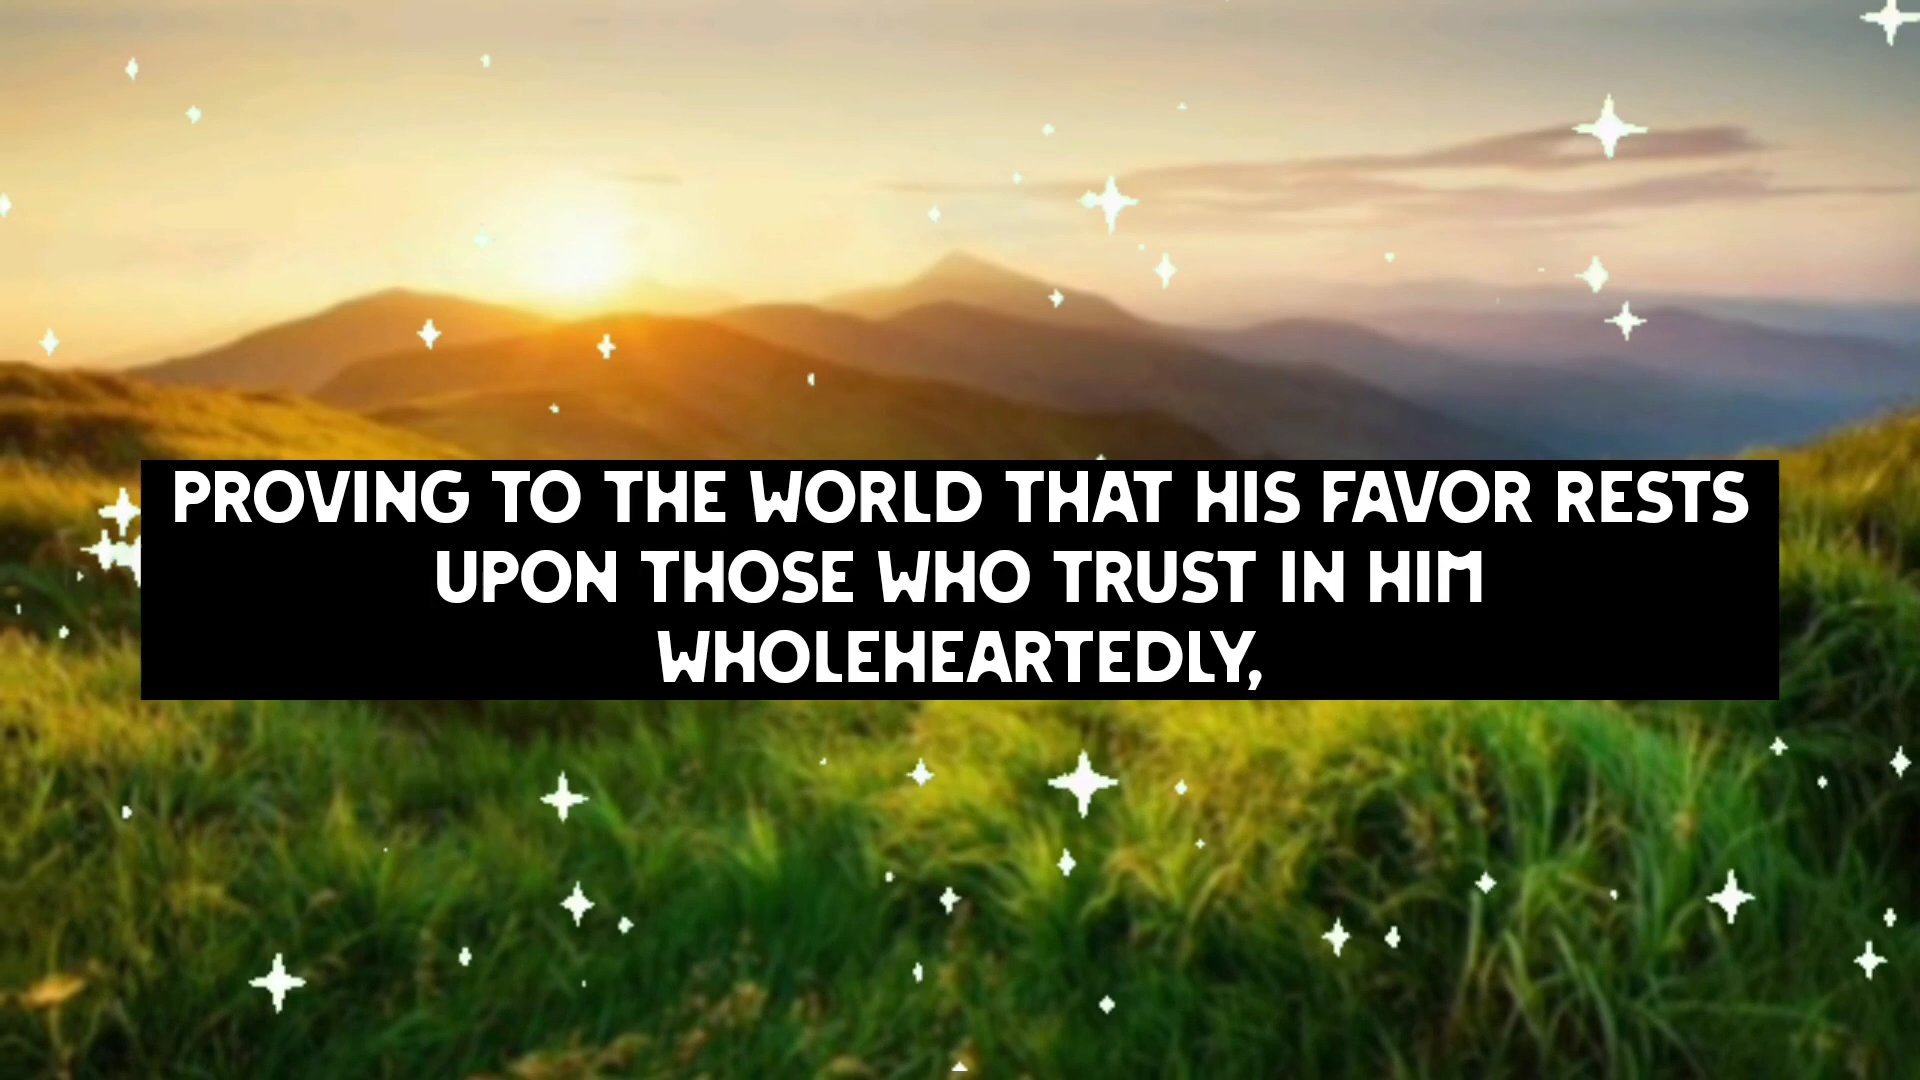 PROVING TO THE WORLD THAT HIS FAVOR RESTS
UPON THOSE WHO TRUST IN HIM
WHOLEHEARTEDLY,